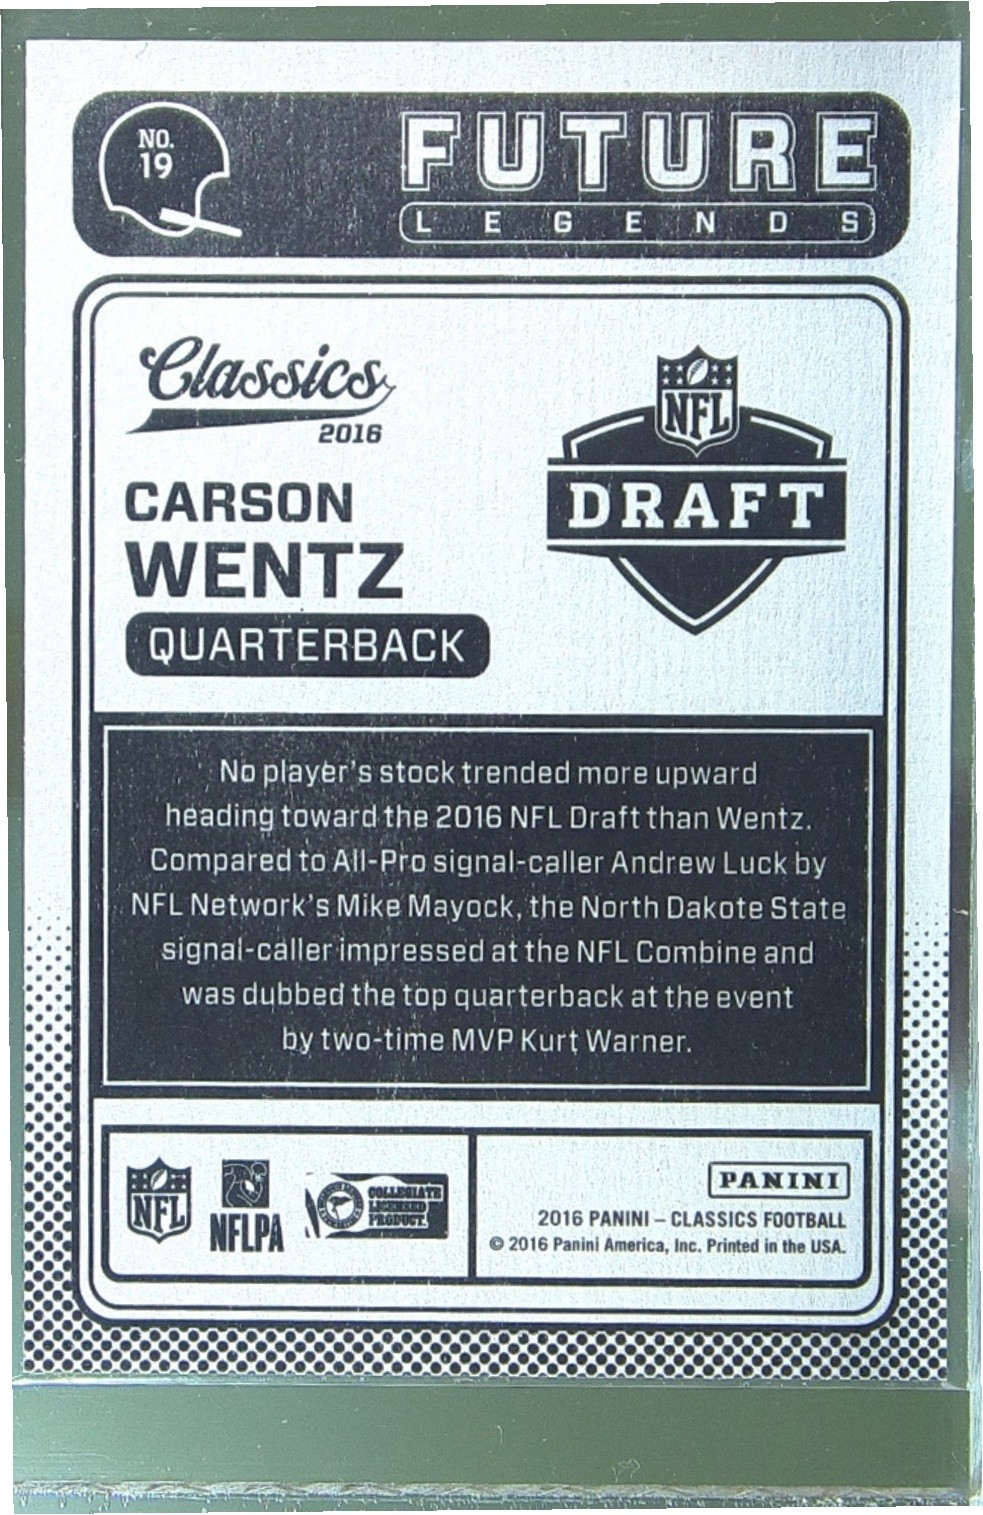 NO.
19
FUTURE
LEGENDS
Classics
2016
CARSON
WENTZ
QUARTERBACK
NFL
DRAFT
No player's stock trended more upward
heading toward the 2016 NFL Draft than Wentz.
Compared to All-Pro signal-caller Andrew Luck by
NFL Network's Mike Mayock, the North Dakote State
signal-caller impressed at the NFL Combine and
was dubbed the top quarterback at the event
by two-time MVP Kurt Warner.
NFL
NFLPA
COLLEGIATE
LICENSED
PRODUCT
PANINI
2016 PANINI – CLASSICS FOOTBALL
© 2016 Panini America, Inc. Printed in the USA.